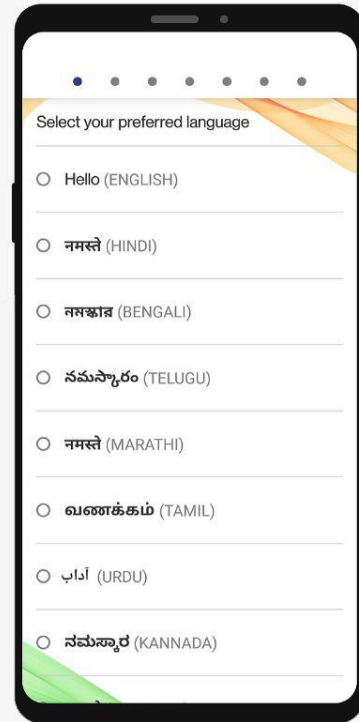 Select your preferred language
Hello (ENGLISH)
नमस्ते (HINDI)
নমস্কার (BENGALI)
నమస్కారం (TELUGU)
नमस्ते (MARATHI)
வணக்கம் (TAMIL)
آداب (URDU)
ನಮಸ್ಕಾರ (KANNADA)